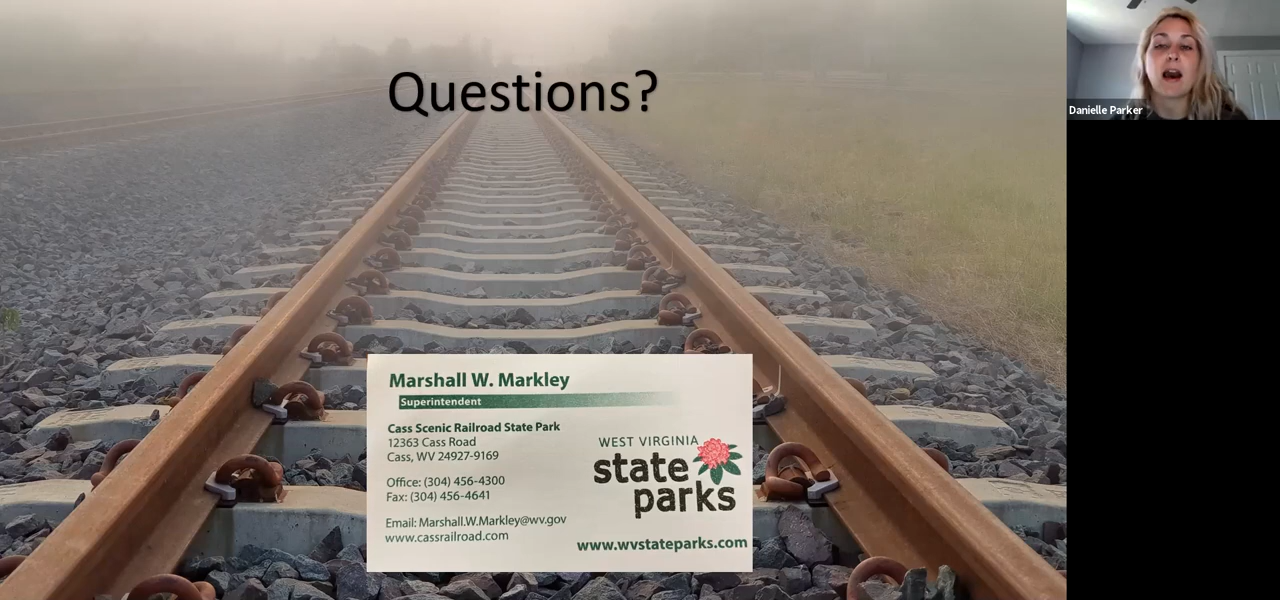 Questions?
Danielle Parker
Marshall W. Markley
Superintendent
Cass Scenic Railroad State Park
12363 Cass Road
Cass, WV 24927-9169
Office: (304) 456-4300
Fax: (304) 456-4641
Email: Marshall.W.Markley@wv.gov
www.cassrailroad.com
WEST VIRGINIA
state
parks
www.wvstateparks.com